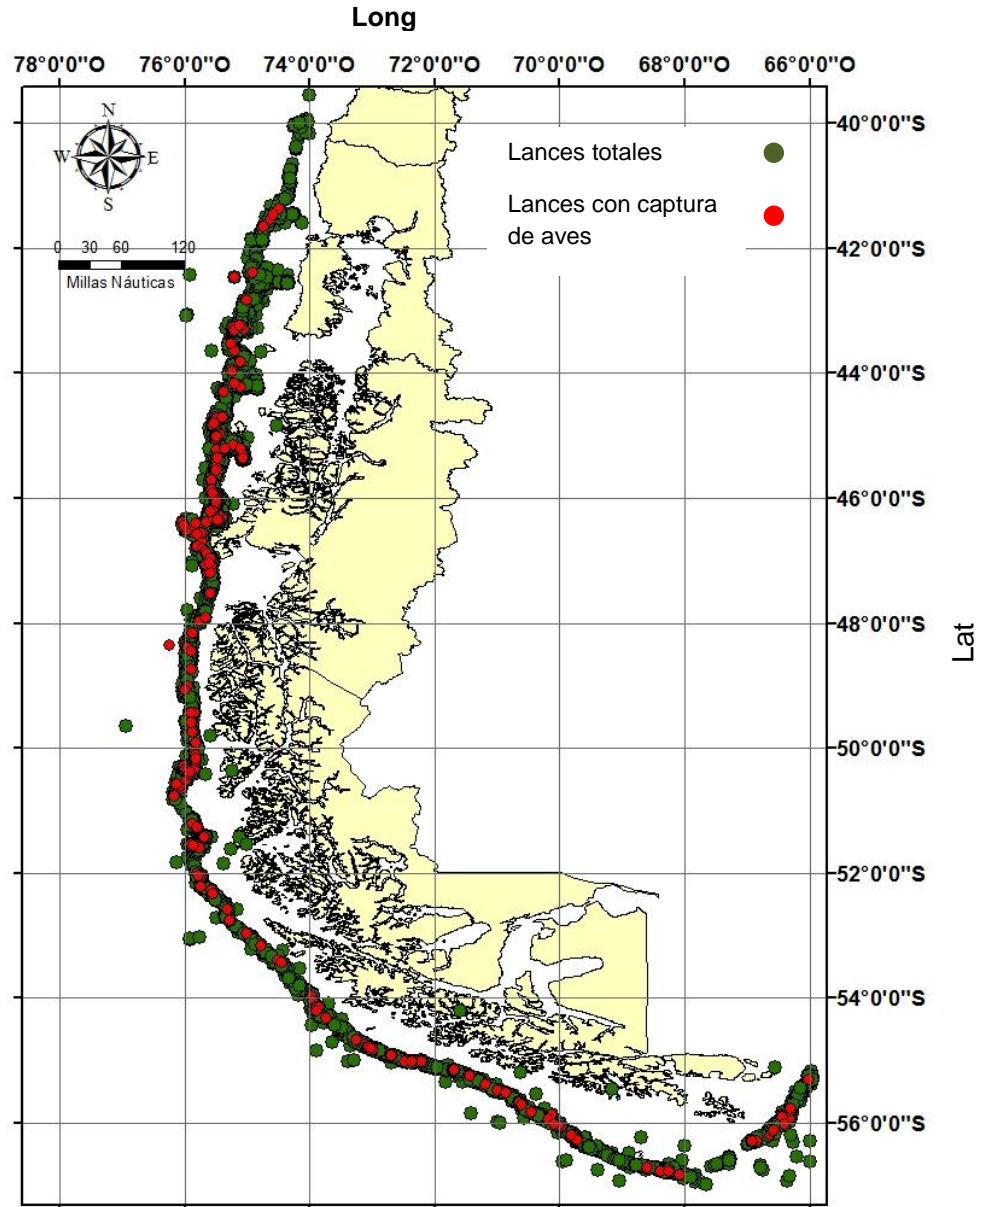 Long
78°0'0"O 76°0'0"O 74°0'0"O 72°0'0"O 70°0'0"O 68°0'0"O 66°0'0"O
N
W E
S
0 30 60 120
Millas Náuticas
Lances totales
Lances con captura
de aves
40°0'0"S
42°0'0"S
44°0'0"S
46°0'0"S
48°0'0"S
50°0'0"S
52°0'0"S
54°0'0"S
56°0'0"S
Lat